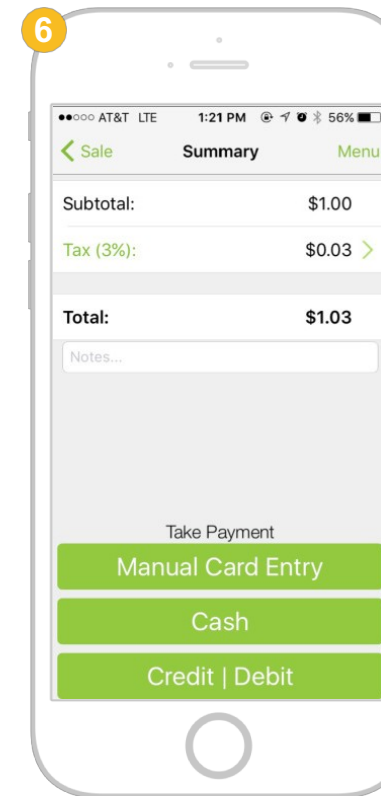 6
●●○○○ AT&T LTE 1:21 PM 56%
Sale Summary Menu
Subtotal: $1.00
Tax (3%): $0.03
Total: $1.03
Notes...
Take Payment
Manual Card Entry
Cash
Credit | Debit